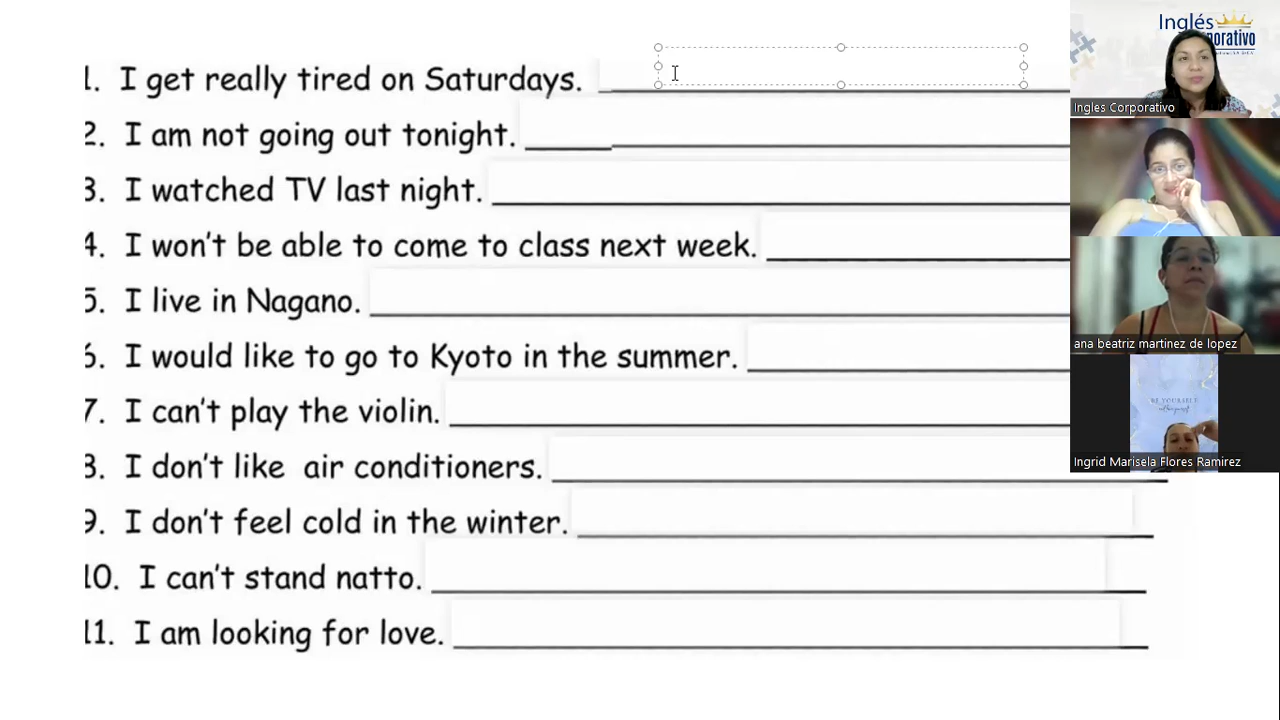 1. I get really tired on Saturdays.
2. I am not going out tonight.
3. I watched TV last night.
4. I won't be able to come to class next week.
5. I live in Nagano.
6. I would like to go to Kyoto in the summer.
7. I can't play the violin.
8. I don't like air conditioners.
9. I don't feel cold in the winter.
10. I can't stand natto.
11. I am looking for love.
Inglés
Ingles Corporativo
ana beatriz martinez de lopez
BE YOURSELF
Ingrid Marisela Flores Ramirez